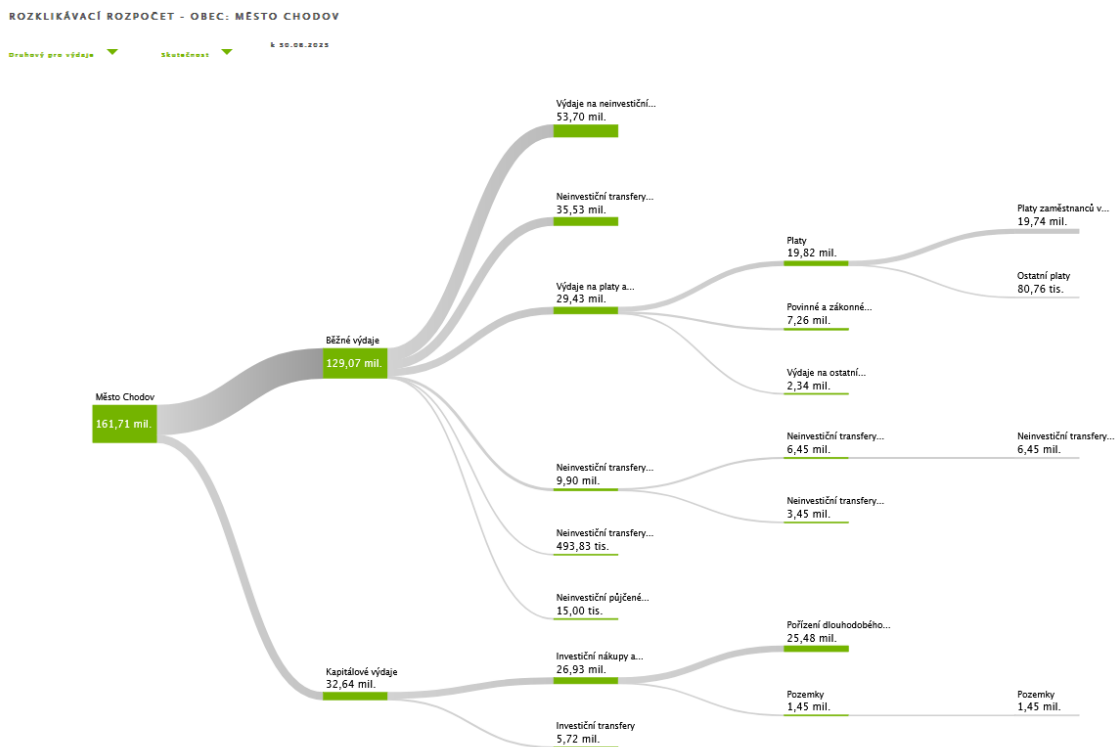 ROZKLIKÁVACÍ ROZPOČET - OBEC: MĚSTO CHODOV
Druhový pro výdaje
Skutečnost
k 30.06.2025
Město Chodov
161,71 mil.
Běžné výdaje
129,07 mil.
Kapitálové výdaje
32,64 mil.
Výdaje na neinvestiční...
53,70 mil.
Neinvestiční transfery...
35,53 mil.
Výdaje na platy a...
29,43 mil.
Neinvestiční transfery...
9,90 mil.
Neinvestiční transfery...
493,83 tis.
Neinvestiční půjčené...
15,00 tis.
Investiční nákupy a...
26,93 mil.
Investiční transfery
5,72 mil.
Platy
19,82 mil.
Povinné a zákonné...
7,26 mil.
Výdaje na ostatní...
2,34 mil.
Neinvestiční transfery...
6,45 mil.
Neinvestiční transfery...
3,45 mil.
Pořízení dlouhodobého...
25,48 mil.
Pozemky
1,45 mil.
Platy zaměstnanců v...
19,74 mil.
Ostatní platy
80,76 tis.
Neinvestiční transfery...
6,45 mil.
Pozemky
1,45 mil.